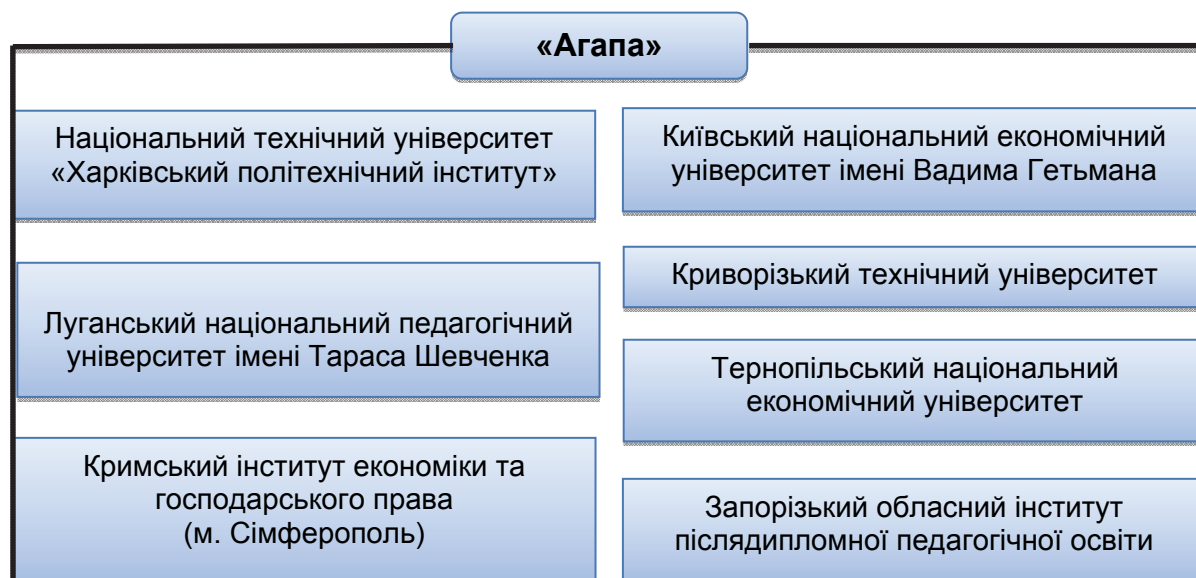 «Агапа»
Національний технічний університет
«Харківський політехнічний інститут»
Луганський національний педагогічний
університет імені Тараса Шевченка
Кримський інститут економіки та
господарського права
(м. Сімферополь)
Київський національний економічний
університет імені Вадима Гетьмана
Криворізький технічний університет
Тернопільський національний
економічний університет
Запорізький обласний інститут
післядипломної педагогічної освіти